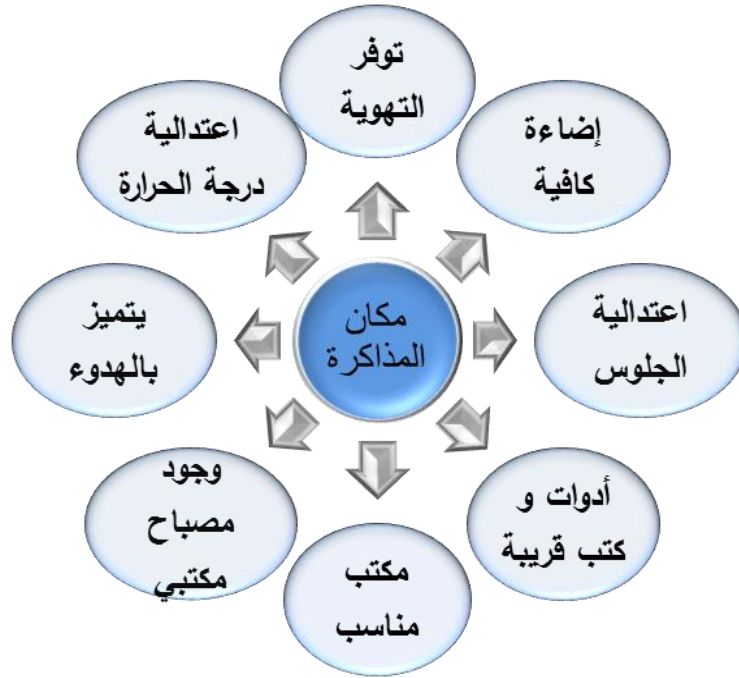 توفر
التهوية
إضاءة
كافية
اعتدالية
الجلوس
أدوات و
كتب قريبة
مكتب
مناسب
وجود
مصباح
مكتبي
يتميز
بالهدوء
اعتدالية
درجة الحرارة
مكان
المذاكرة